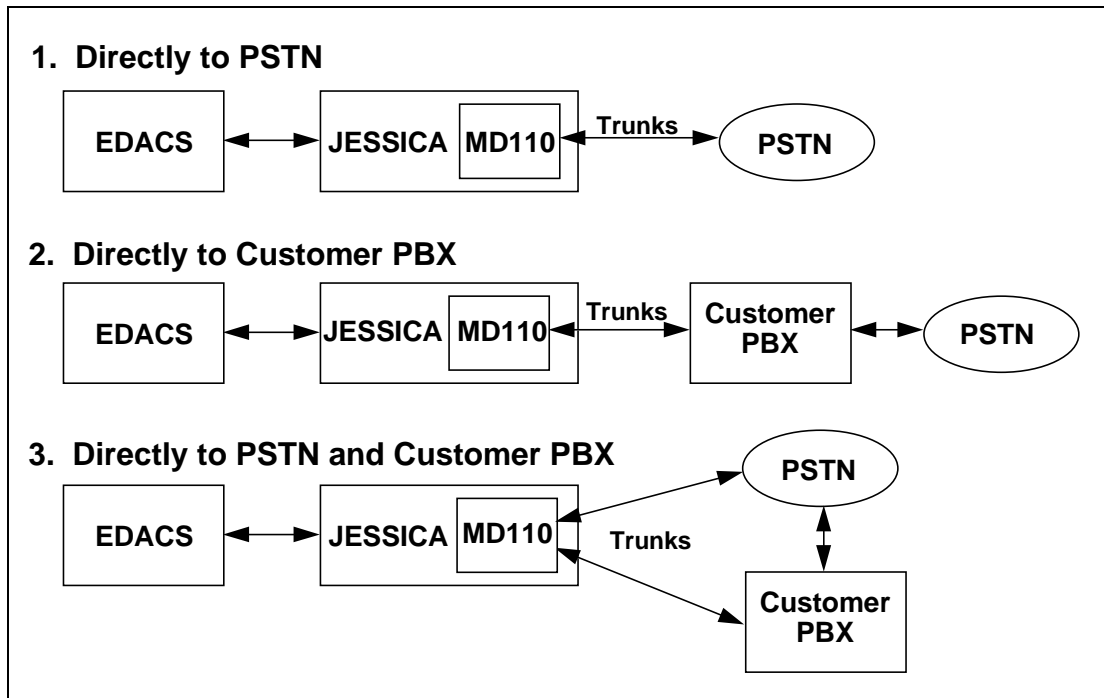 1. Directly to PSTN
EDACS
JESSICA
MD110
Trunks
PSTN
2. Directly to Customer PBX
EDACS
JESSICA
MD110
Trunks
Customer
PBX
PSTN
3. Directly to PSTN and Customer PBX
EDACS
JESSICA
MD110
Trunks
PSTN
Customer
PBX